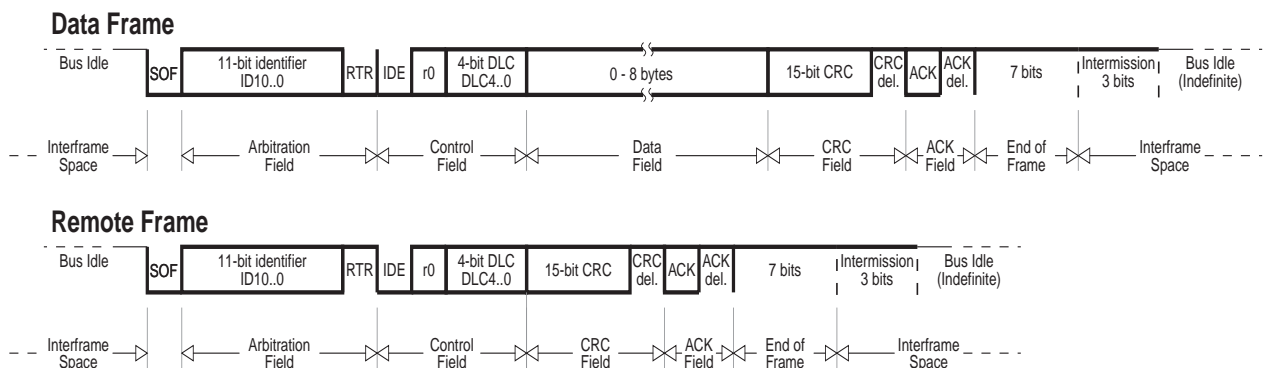 Data Frame
Bus Idle SOF 11-bit identifier RTR IDE r0 4-bit DLC 0 - 8 bytes 15-bit CRC CRC ACK ACK 7 bits Intermission Bus Idle
ID10..0 DLC4..0 del. del. 3 bits (Indefinite)
Interframe Arbitration Control Data CRC ACK End of Interframe
Space Field Field Field Field Field Frame Space
Remote Frame
Bus Idle SOF 11-bit identifier RTR IDE r0 4-bit DLC 15-bit CRC CRC ACK ACK 7 bits Intermission Bus Idle
ID10..0 DLC4..0 del. del. 3 bits (Indefinite)
Interframe Arbitration Control CRC ACK End of Interframe
Space Field Field Field Field Frame Space